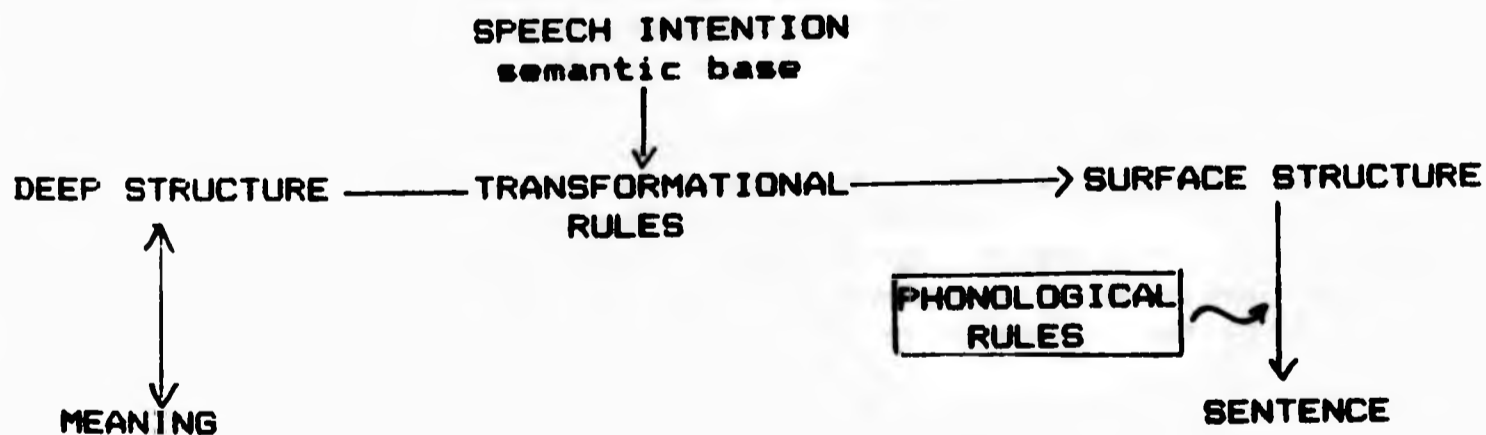 SPEECH INTENTION
semantic base
DEEP STRUCTURE TRANSFORMATIONAL SURFACE STRUCTURE
RULES
PHONOLOGICAL
RULES
MEANING
SENTENCE